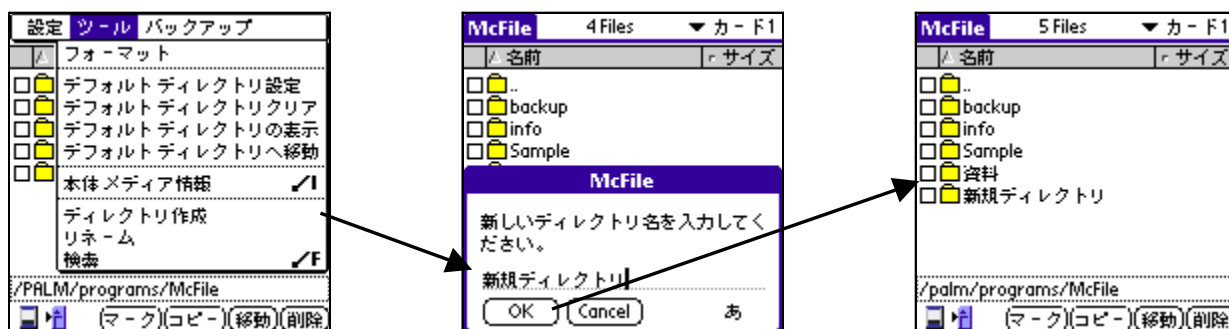 設定 ツール バックアップ
フォーマット
デフォルトディレクトリ設定
デフォルトディレクトリクリア
デフォルトディレクトリの表示
デフォルトディレクトリへ移動
本体メディア情報 /I
ディレクトリ作成
リネーム
検索 /F
/PALM/programs/McFile
マーク コピー 移動 削除
McFile 4 Files カード1
名前 サイズ
..
backup
info
Sample
McFile
新しいディレクトリ名を入力してく
ださい。
新規ディレクトリ
OK Cancel あ
McFile 5 Files カード1
名前 サイズ
..
backup
info
Sample
資料
新規ディレクトリ
/palm/programs/McFile
マーク コピー 移動 削除